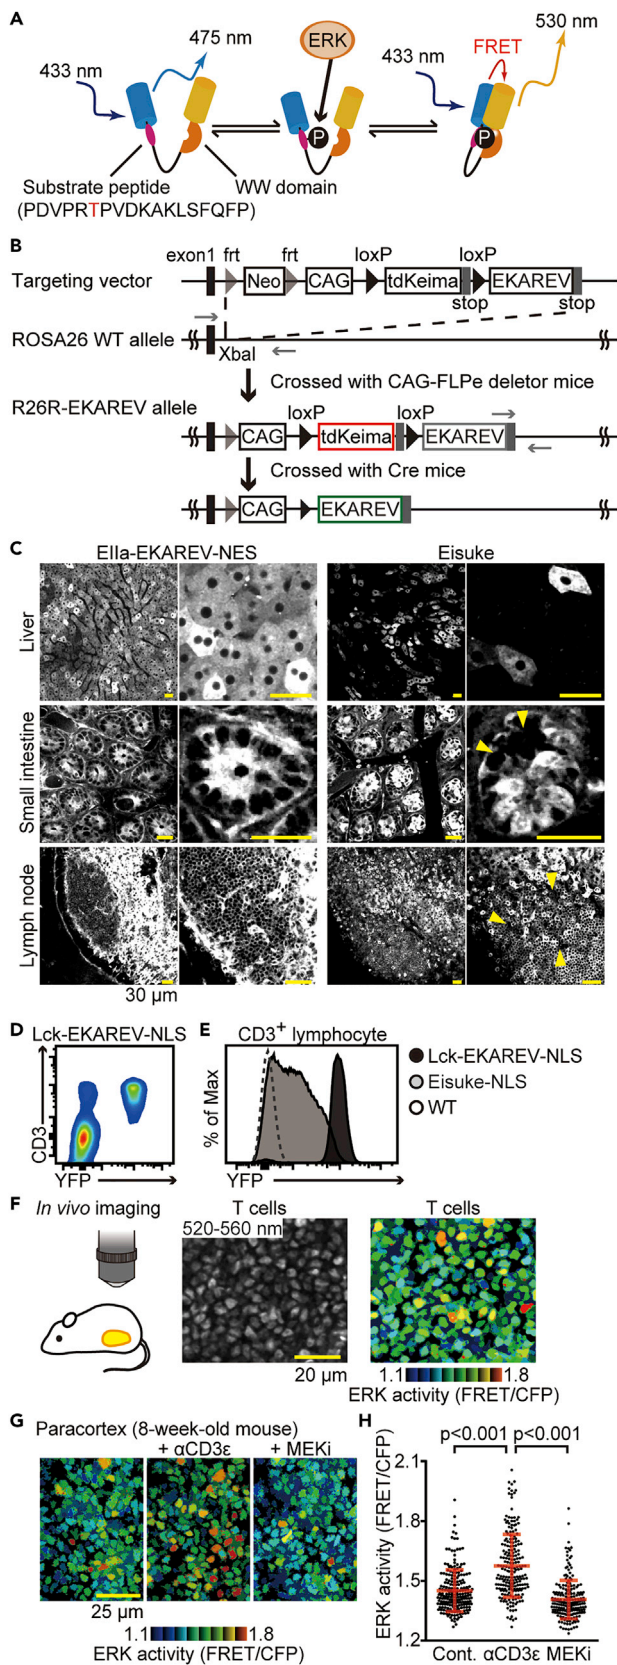 A
433 nm
475 nm
ERK
P
433 nm
FRET
530 nm
P
Substrate peptide
(PDVPRTPVDKAKLSFQFP)
WW domain
B
exon1 frt frt loxP loxP
Targeting vector
Neo CAG tdKeima EKAREV
stop stop
ROSA26 WT allele
XbaI
Crossed with CAG-FLPe deletor mice
R26R-EKAREV allele
loxP loxP
CAG tdKeima EKAREV
Crossed with Cre mice
CAG EKAREV
C
EIIa-EKAREV-NES
Eisuke
Liver
Small intestine
Lymph node
30 µm
D
Lck-EKAREV-NLS
CD3
YFP
E
CD3+ lymphocyte
% of Max
YFP
Lck-EKAREV-NLS
Eisuke-NLS
WT
F
In vivo imaging
T cells
520-560 nm
20 µm
T cells
1.1 1.8
ERK activity (FRET/CFP)
G
Paracortex (8-week-old mouse)
+ αCD3ε + MEKi
25 µm
1.1 1.8
ERK activity (FRET/CFP)
H
p<0.001 p<0.001
ERK activity (FRET/CFP)
2.1
1.8
1.5
1.2
Cont. αCD3ε MEKi